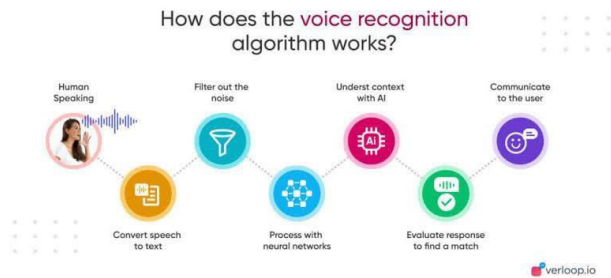 How does the voice recognition
algorithm works?
Human
Speaking
Filter out the
noise
Underst context
with AI
Communicate
to the user
Ai
Convert speech
to text
Process with
neural networks
Evaluate response
to find a match
verloop.io